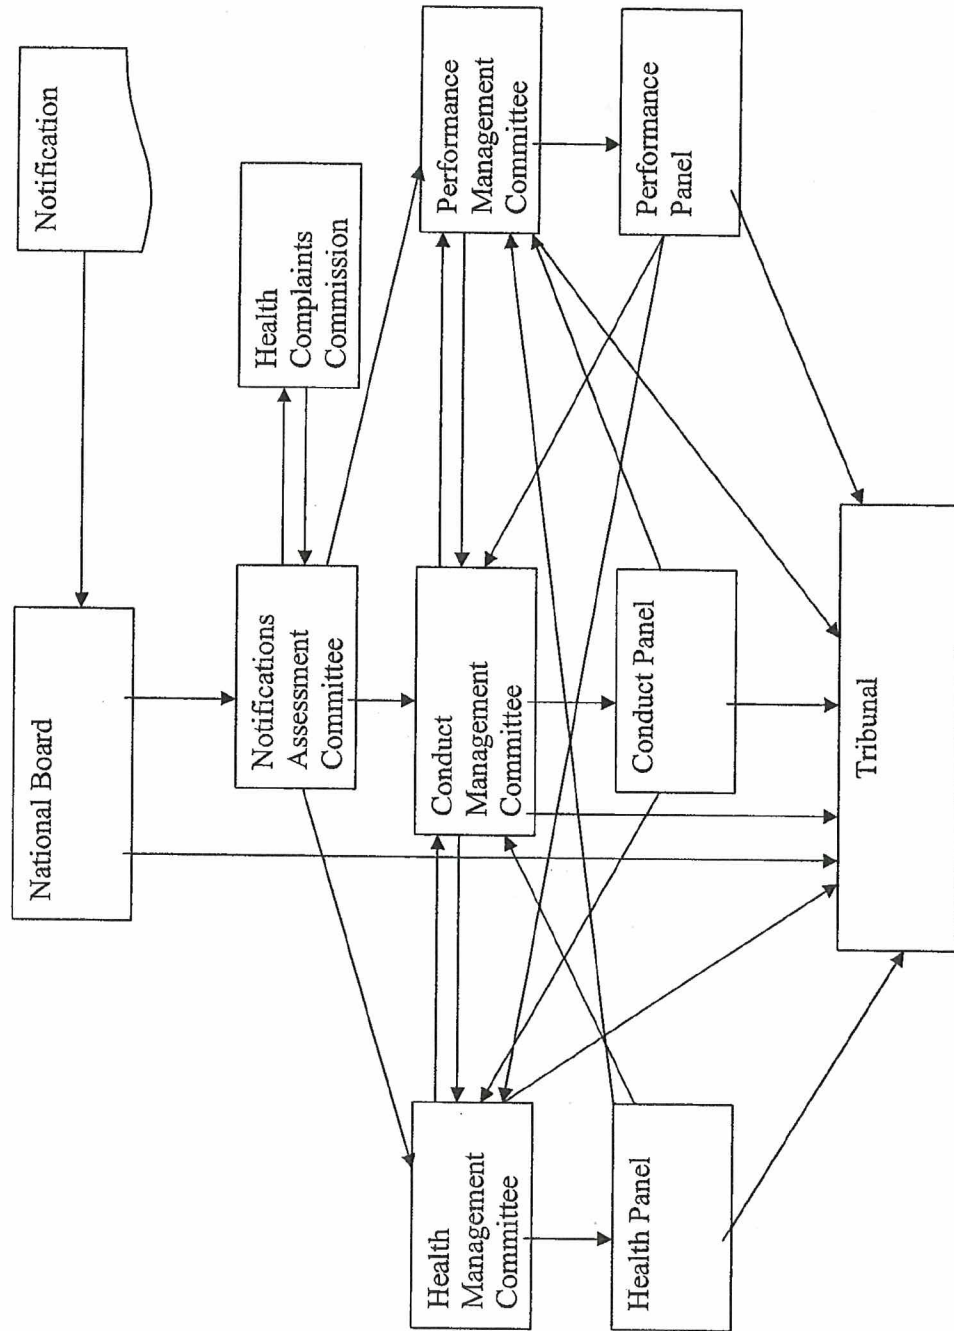 National Board
Notification
Notifications
Assessment
Committee
Health
Complaints
Commission
Health
Management
Committee
Conduct
Management
Committee
Performance
Management
Committee
Health Panel
Conduct Panel
Performance
Panel
Tribunal